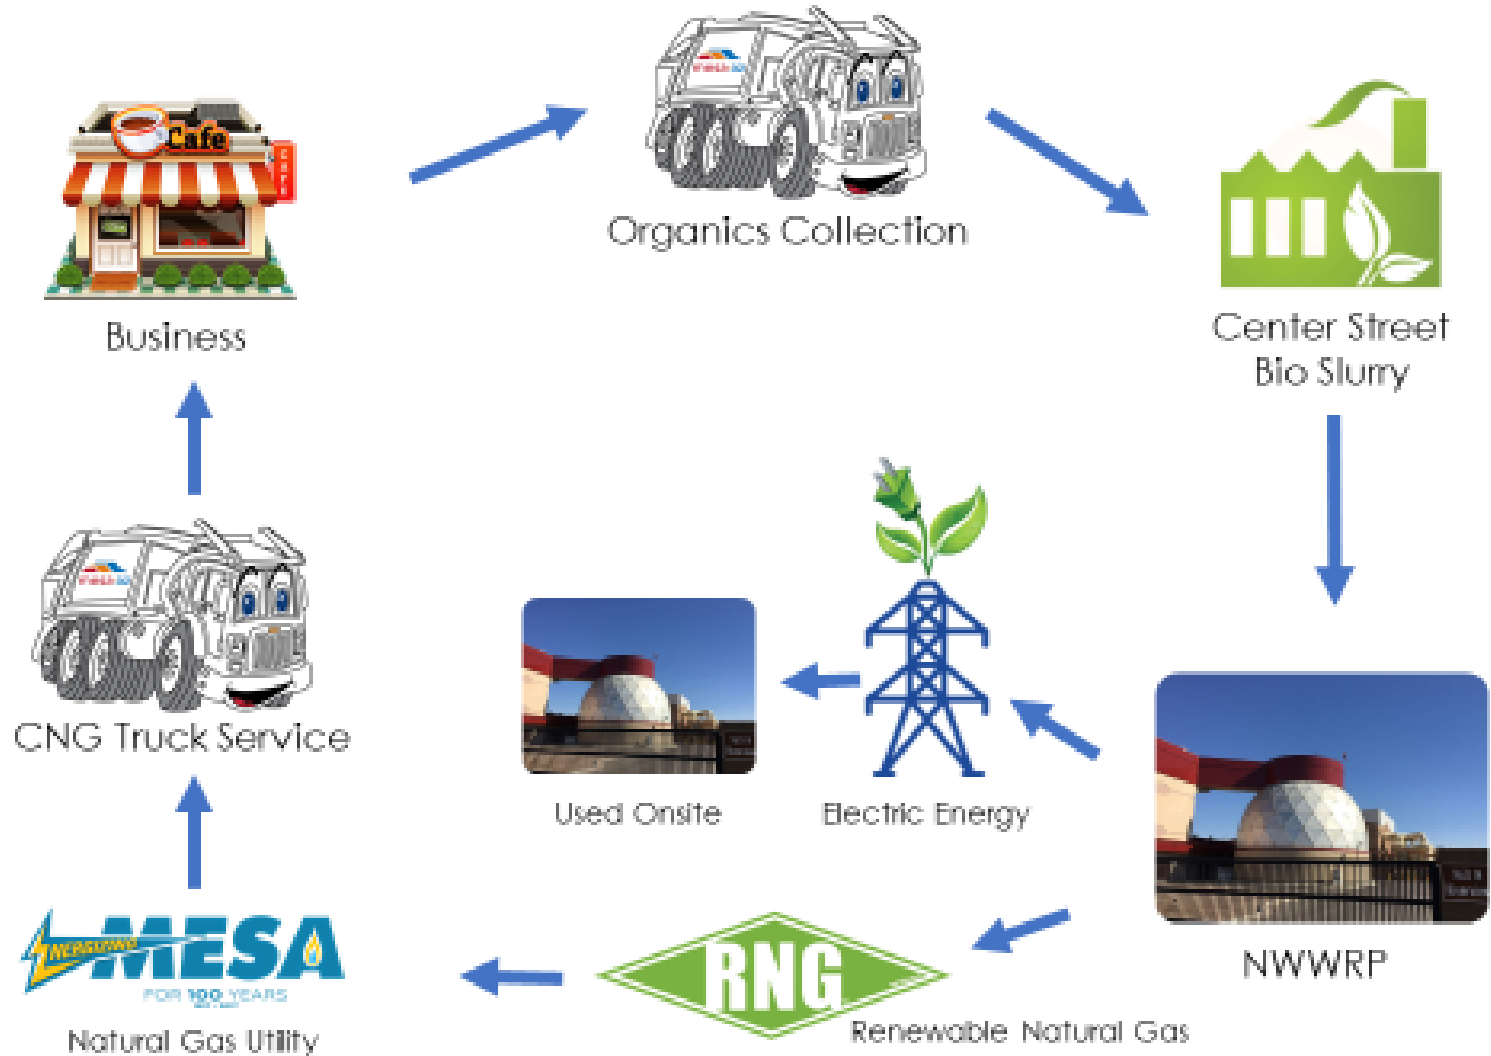 Cafe
Organics Collection
Business
Center Street
Bio Slurry
CNG Truck Service
Used Onsite
Electric Energy
NWWRP
ENERGIZING MESA
FOR 100 YEARS
Natural Gas Utility
RNG
Renewable Natural Gas